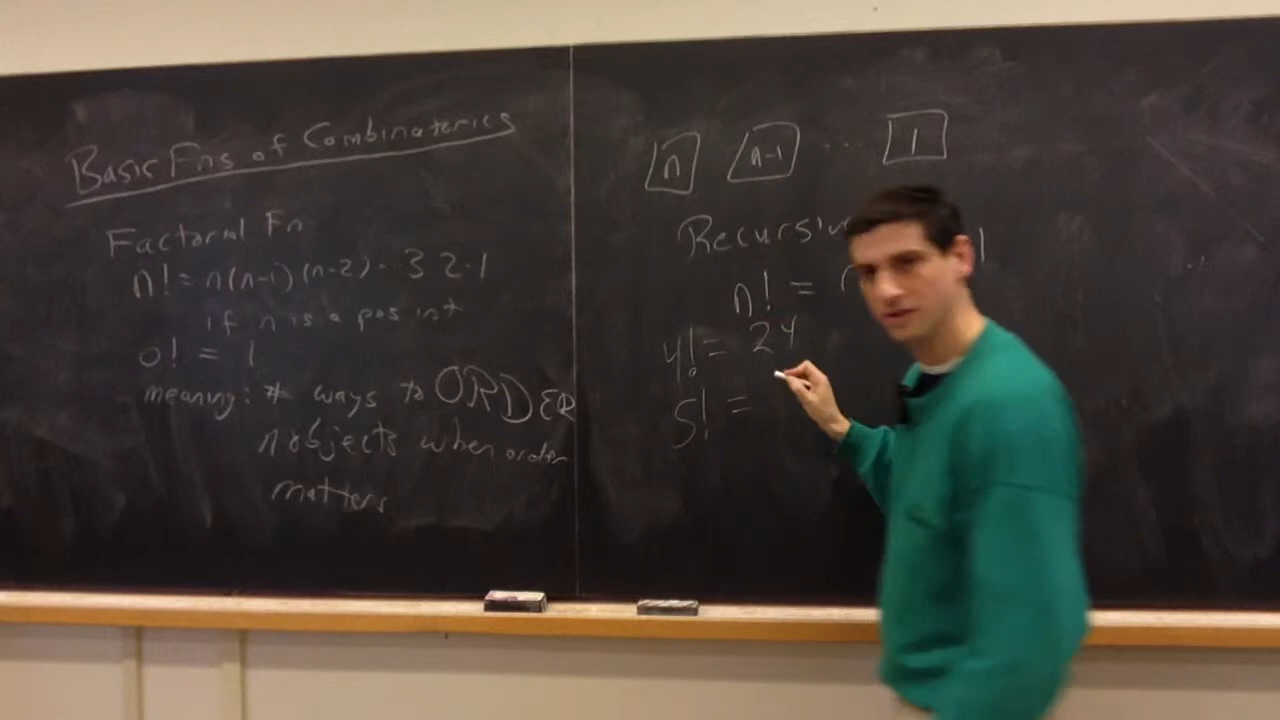 Basic Fns of Combinatorics
Factorial Fn
n! = n(n-1)(n-2)·· 3 2·1
if n is a pos int
0! = 1
meaning: # ways to ORDER
n objects when order
matters
n n-1 ... 1
Recursiv
n! =
4! = 24
5! =